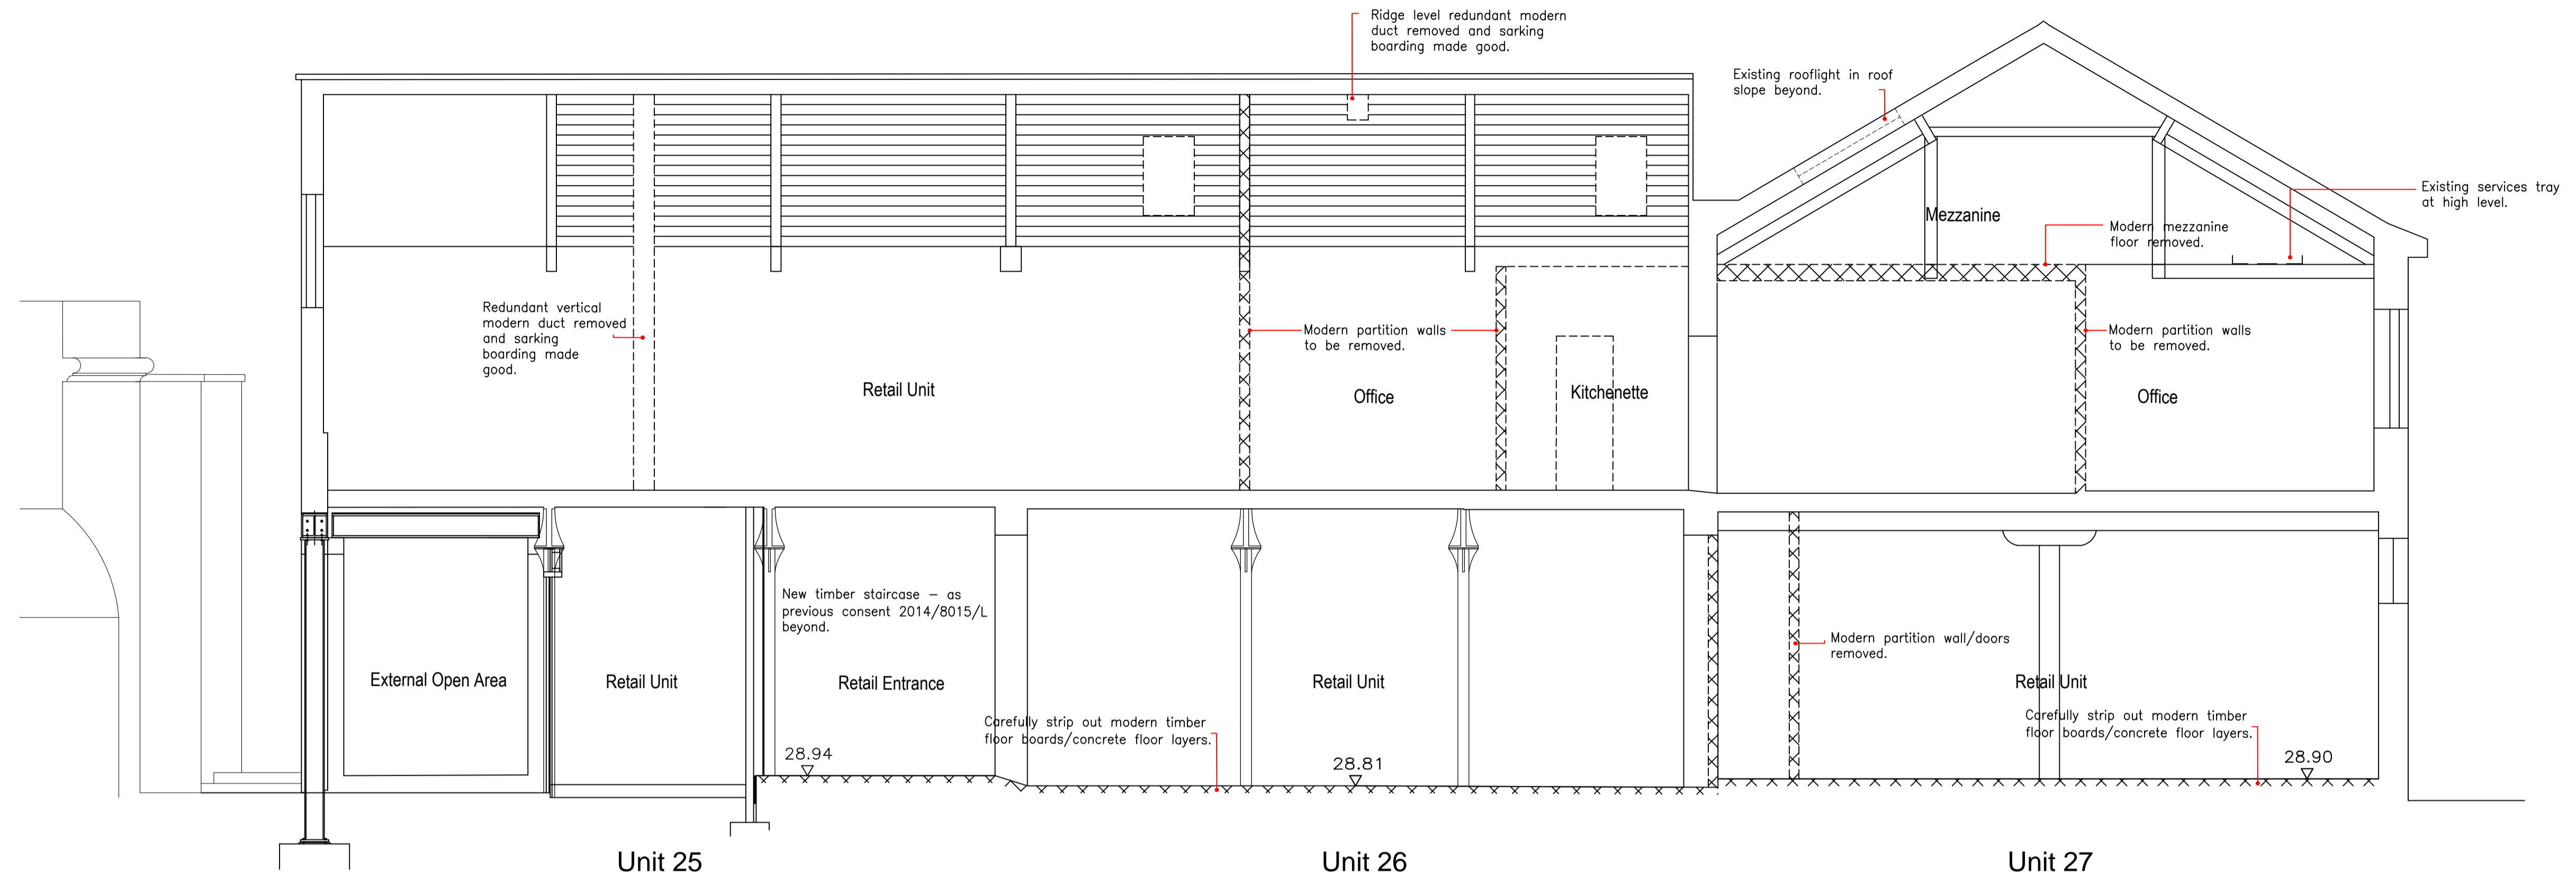 Ridge level redundant modern
duct removed and sarking
boarding made good.
Existing rooflight in roof
slope beyond.
Existing services tray
at high level.
Mezzanine
Modern mezzanine
floor removed.
Redundant vertical
modern duct removed
and sarking
boarding made
good.
Modern partition walls
to be removed.
Modern partition walls
to be removed.
Retail Unit
Office
Kitchenette
Office
New timber staircase – as
previous consent 2014/8015/L
beyond.
Modern partition wall/doors
removed.
External Open Area
Retail Unit
Retail Entrance
Retail Unit
Retail Unit
Carefully strip out modern timber
floor boards/concrete floor layers.
Carefully strip out modern timber
floor boards/concrete floor layers.
28.94
28.81
28.90
Unit 25
Unit 26
Unit 27